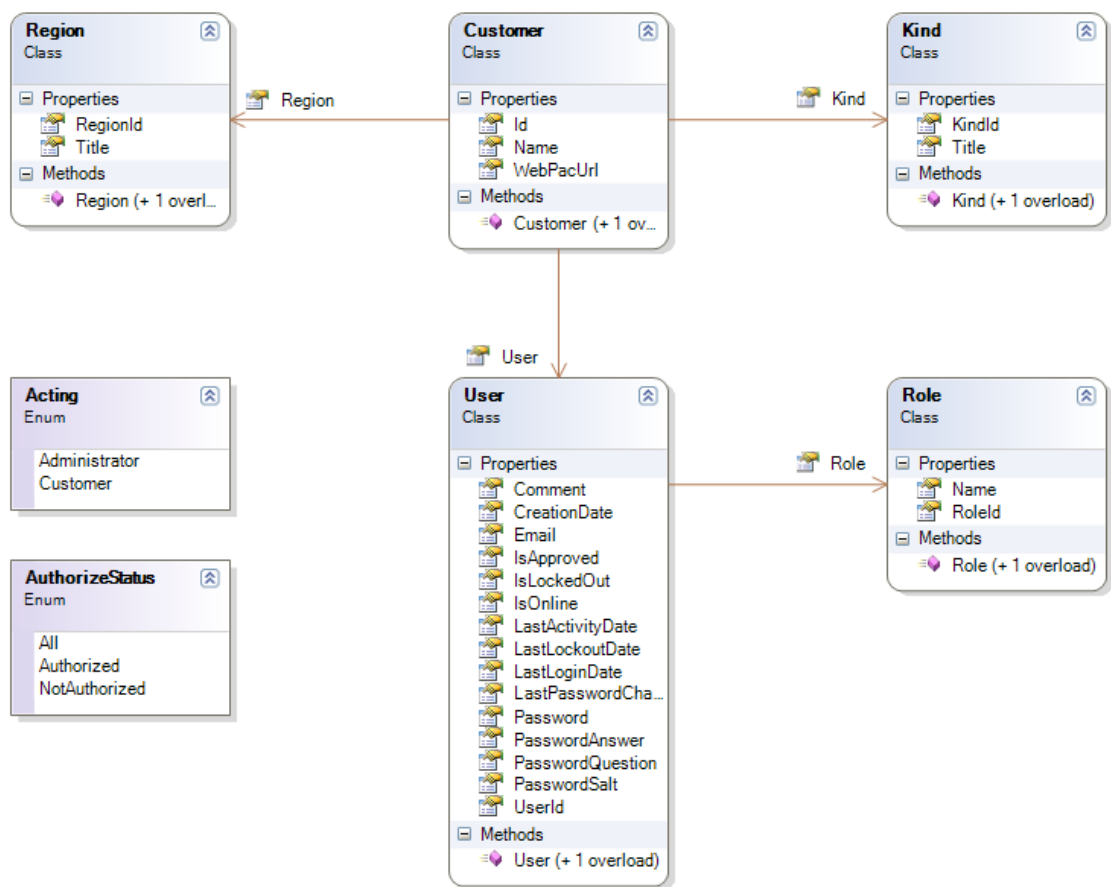 Region
Class
Properties
RegionId
Title
Methods
Region (+ 1 overl...
Region
Customer
Class
Properties
Id
Name
WebPacUrl
Methods
Customer (+ 1 ov...
Kind
Kind
Class
Properties
KindId
Title
Methods
Kind (+ 1 overload)
User
Acting
Enum
Administrator
Customer
AuthorizeStatus
Enum
All
Authorized
NotAuthorized
User
Class
Properties
Comment
CreationDate
Email
IsApproved
IsLockedOut
IsOnline
LastActivityDate
LastLockoutDate
LastLoginDate
LastPasswordCha...
Password
PasswordAnswer
PasswordQuestion
PasswordSalt
UserId
Methods
User (+ 1 overload)
Role
Role
Class
Properties
Name
RoleId
Methods
Role (+ 1 overload)